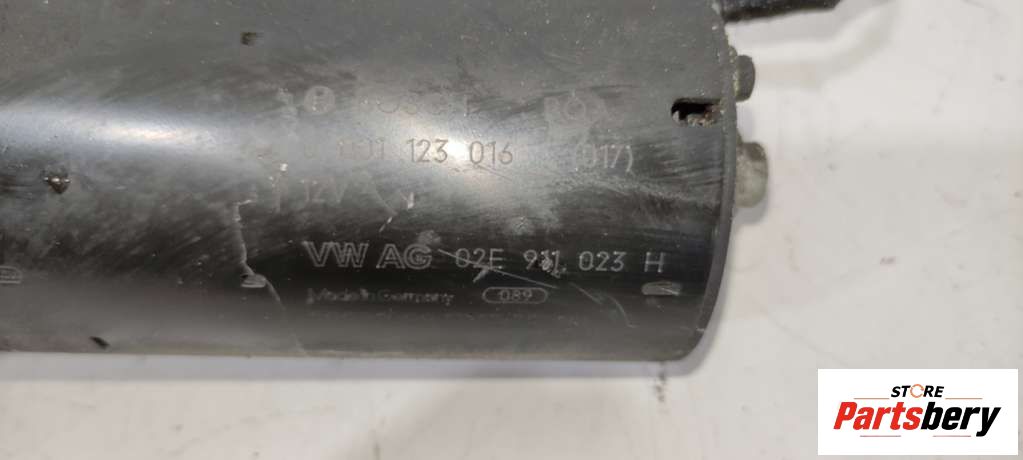 123 016 (017)
12V
VW AG 02E 911 023 H
Made in Germany 089
STORE
Partsbery